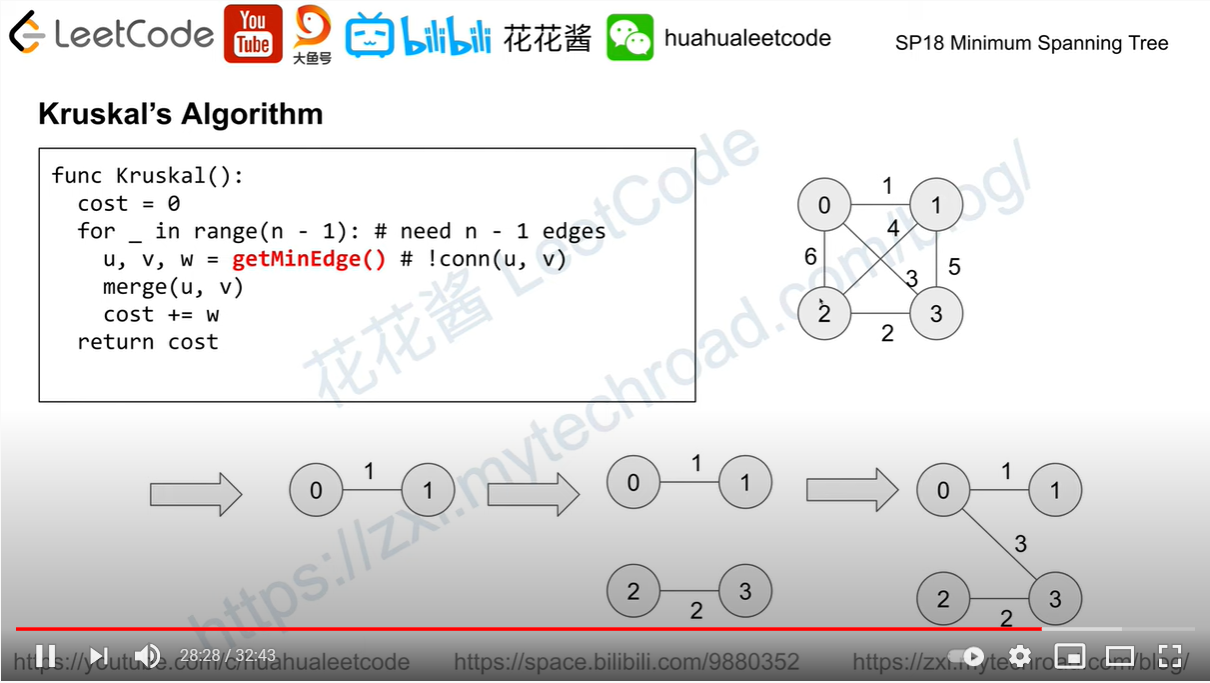 LeetCode You Tube 大鱼号 bilibili 花花酱 huahualeetcode SP18 Minimum Spanning Tree
Kruskal's Algorithm
func Kruskal():
cost = 0
for _ in range(n - 1): # need n - 1 edges
u, v, w = getMinEdge() # !conn(u, v)
merge(u, v)
cost += w
return cost
0 1 1
6 4 3 5
2 2 3
花花酱 LeetCode
https://zxi.mytechroad.com/blog/
0 1 1
0 1 1
2 2 3
0 1 1
3
2 2 3
28:28 / 32:43
https://youtube.com/c/huahualeetcode https://space.bilibili.com/9880352 https://zxi.mytechroad.com/blog/